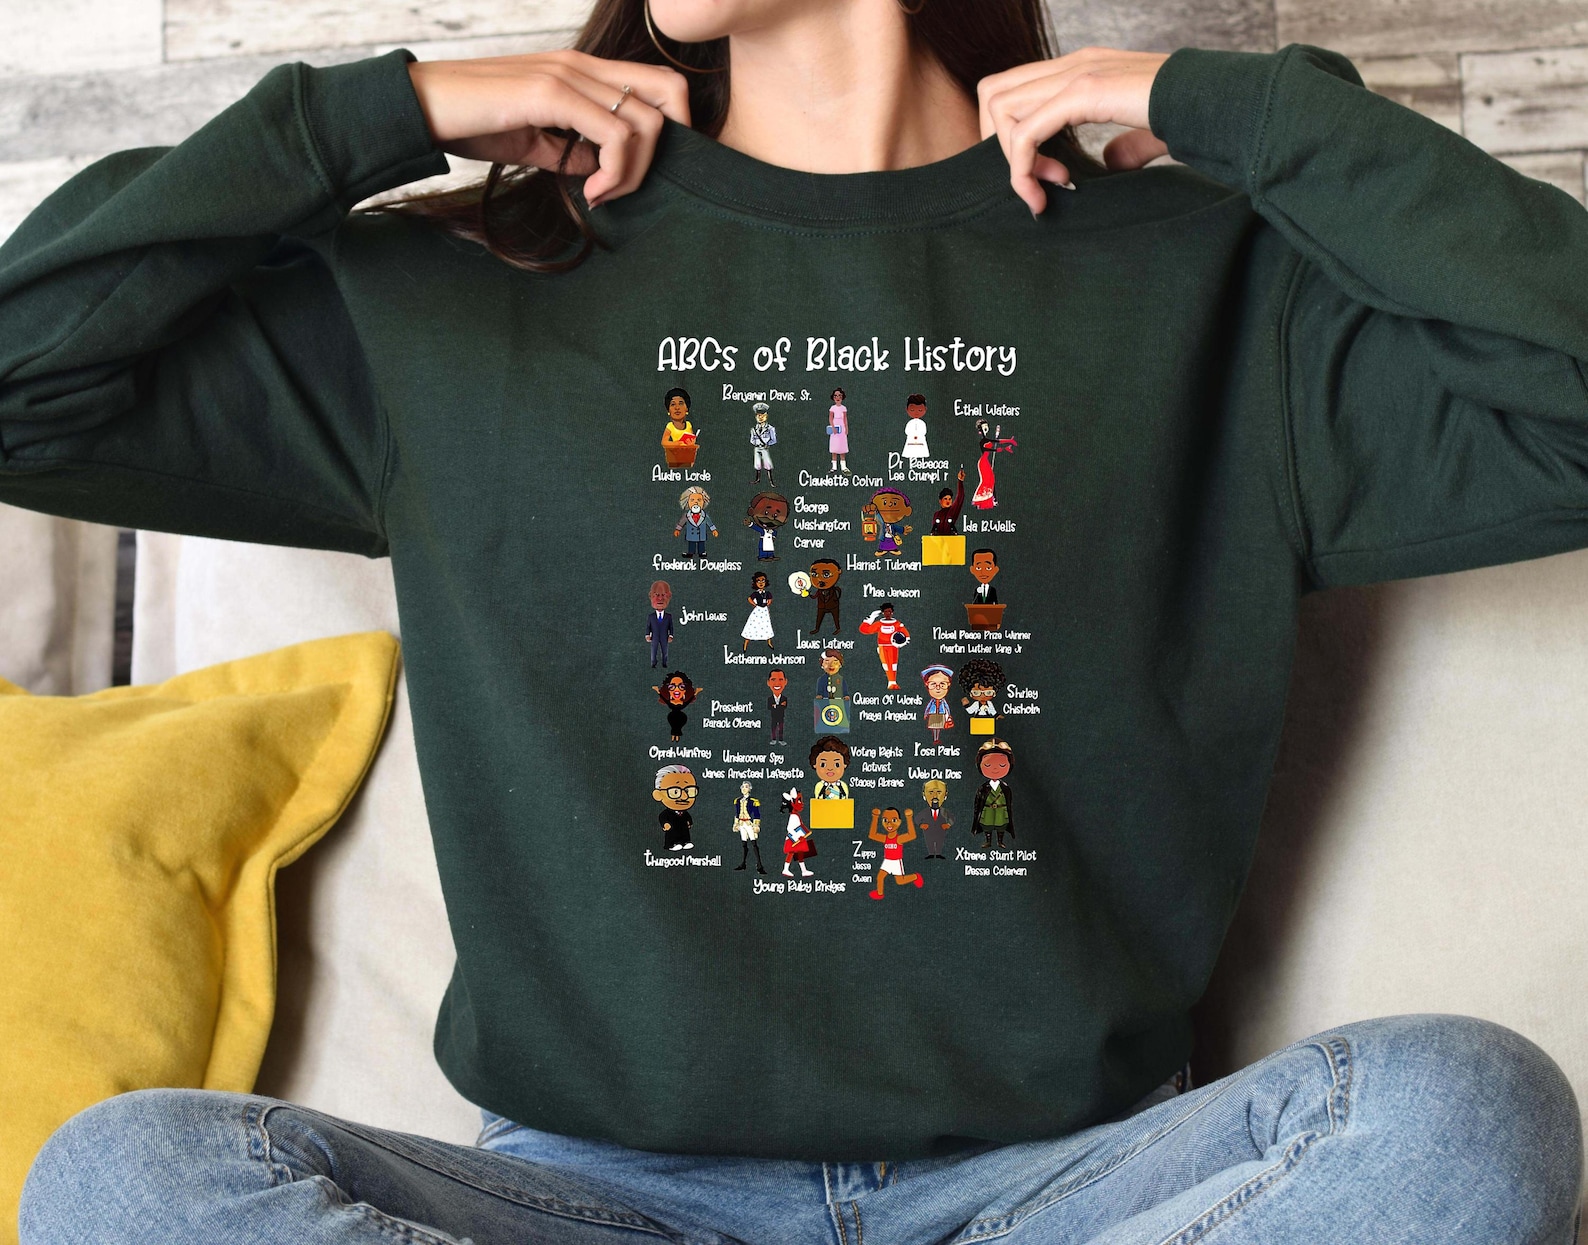 ABCs of Black History
Benjamin Davis, Sr.
Ethel Waters
Audre Lorde
Claudette Colvin
Dr Rebecca
Lee Crumpl r
George
Washington
Carver
Ida B.Wells
Frederick Douglass
Harriet Tubman
Mae Jemison
John Lewis
Lewis Latimer
Katherine Johnson
Nobel Peace Prize Winner
Martin Luther King Jr
President
Barack Obama
Queen Of Words
Maya Angelou
Shirley
Chisholm
Oprah Winfrey
Undercover Spy
James Armstead Lafayette
Voting Rights
Activist
Stacey Abrams
rosa Parks
Web Du Bois
Thurgood Marshall
Young Ruby Bridges
Zippy
Jesse
Owen
Xtreme Stunt Pilot
Bessie Coleman